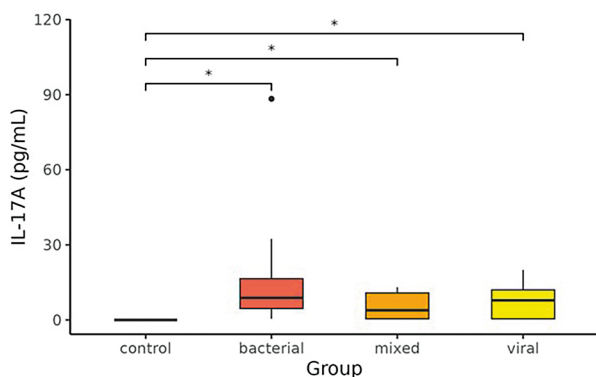 120
*
*
*
90
60
30
0
IL-17A (pg/mL)
control bacterial mixed viral
Group